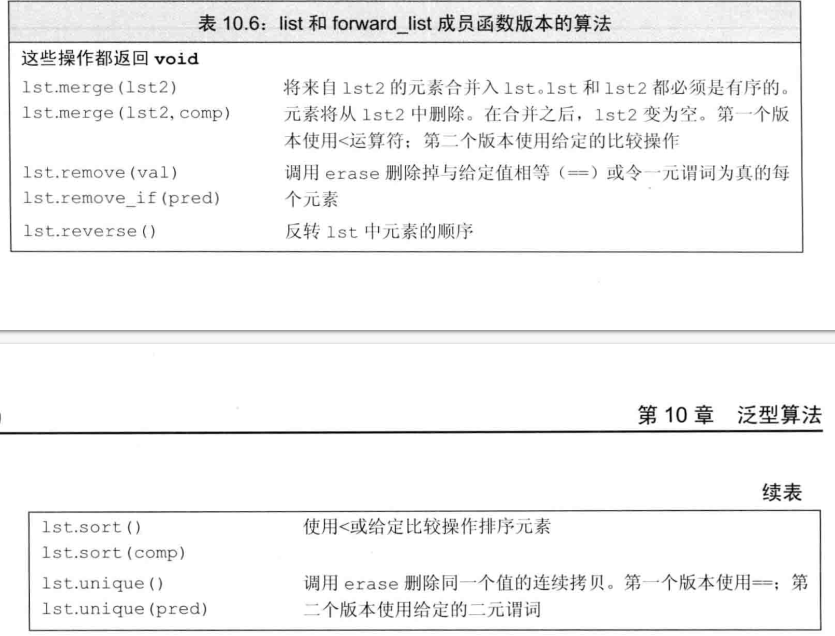 表 10.6：list 和 forward_list 成员函数版本的算法
这些操作都返回 void
lst.merge(lst2) 将来自 lst2 的元素合并入 lst。lst 和 lst2 都必须是有序的。
lst.merge(lst2,comp) 元素将从 lst2 中删除。在合并之后，lst2 变为空。第一个版
本使用<运算符；第二个版本使用给定的比较操作
lst.remove(val) 调用 erase 删除掉与给定值相等（==）或令一元谓词为真的每
lst.remove_if(pred) 个元素
lst.reverse() 反转 lst 中元素的顺序
第 10 章 泛型算法
续表
lst.sort() 使用<或给定比较操作排序元素
lst.sort(comp)
lst.unique() 调用 erase 删除同一个值的连续拷贝。第一个版本使用==；第
lst.unique(pred) 二个版本使用给定的二元谓词